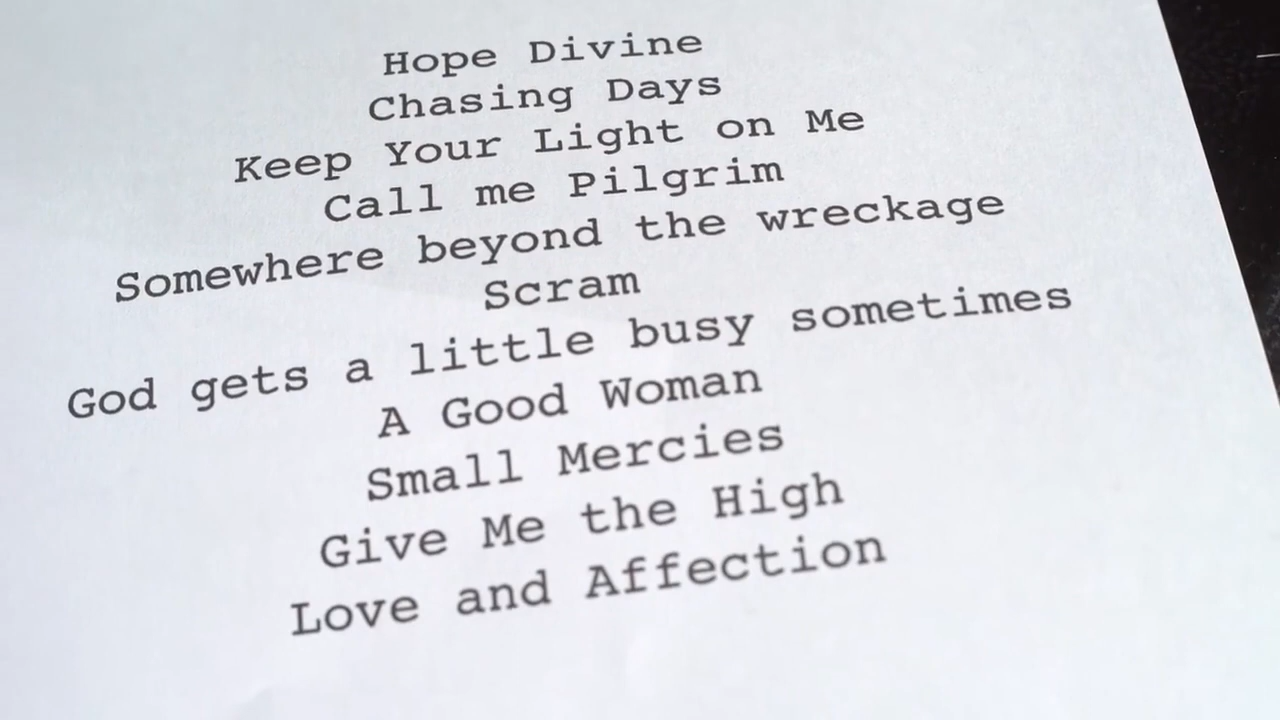 Hope Divine
Chasing Days
Keep Your Light on Me
Call me Pilgrim
Somewhere beyond the wreckage
Scram
God gets a little busy sometimes
A Good Woman
Small Mercies
Give Me the High
Love and Affection